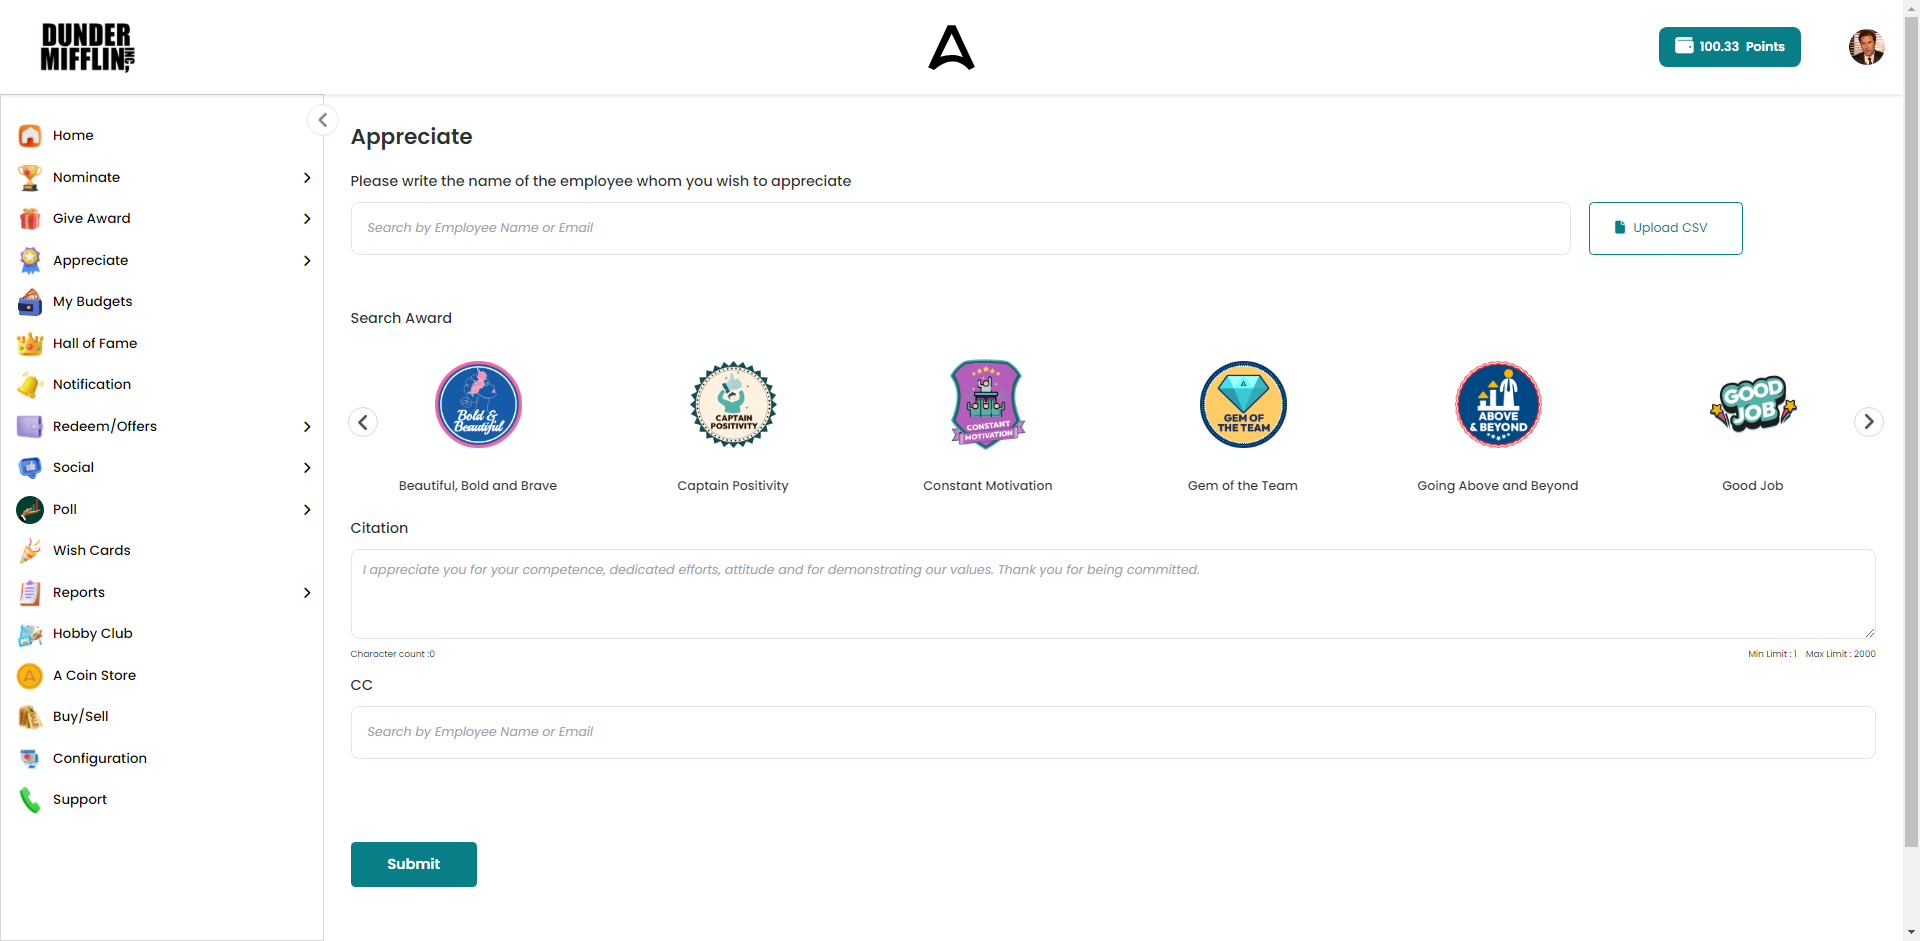 DUNDER
MIFFLIN, INC
100.33 Points
Home
Nominate
Give Award
Appreciate
My Budgets
Hall of Fame
Notification
Redeem/Offers
Social
Poll
Wish Cards
Reports
Hobby Club
A Coin Store
Buy/Sell
Configuration
Support
Appreciate
Please write the name of the employee whom you wish to appreciate
Search by Employee Name or Email
Upload CSV
Search Award
Bold &
Beautiful
CAPTAIN
POSITIVITY
CONSTANT
MOTIVATION
GEM OF
THE TEAM
ABOVE
& BEYOND
GOOD
JOB
Beautiful, Bold and Brave
Captain Positivity
Constant Motivation
Gem of the Team
Going Above and Beyond
Good Job
Citation
I appreciate you for your competence, dedicated efforts, attitude and for demonstrating our values. Thank you for being committed.
Character count :0
Min Limit : 1 Max Limit : 2000
CC
Search by Employee Name or Email
Submit